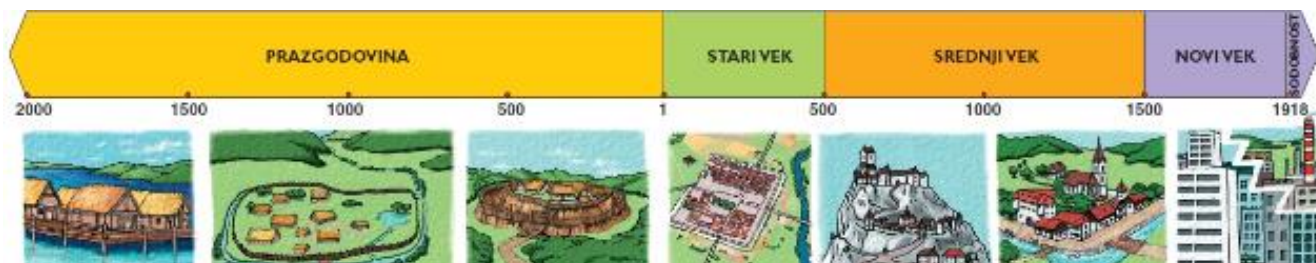 PRAZGODOVINA STARI VEK SREDNJI VEK NOVI VEK SODOBNOST
2000 1500 1000 500 1 500 1000 1500 1918